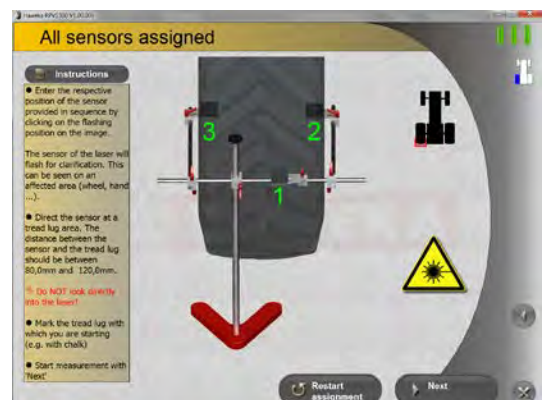 All sensors assigned
Instructions
● Enter the respective
position of the sensor
provided in sequence by
clicking on the flashing
position on the image.
The sensor of the laser will
flash for clarification. This
can be seen on an
affected area (wheel, hand
...).
● Direct the sensor at a
tread lug area. The
distance between the
sensor and the tread lug
should be between
80,0mm and 120,0mm.
Do NOT look directly
into the laser!
● Mark the tread lug with
which you are starting
(e.g. with chalk)
● Start measurement with
'Next'
3
2
1
Restart
assignment
Next